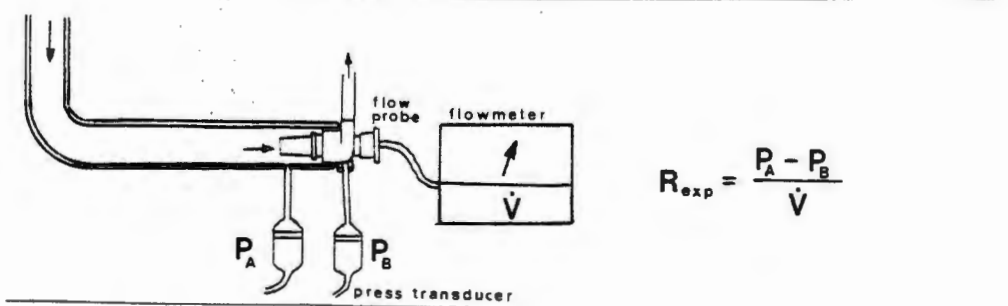 flow
probe
flowmeter
V̇
P_A
P_B
press transducer
R_exp = P_A - P_B / V̇